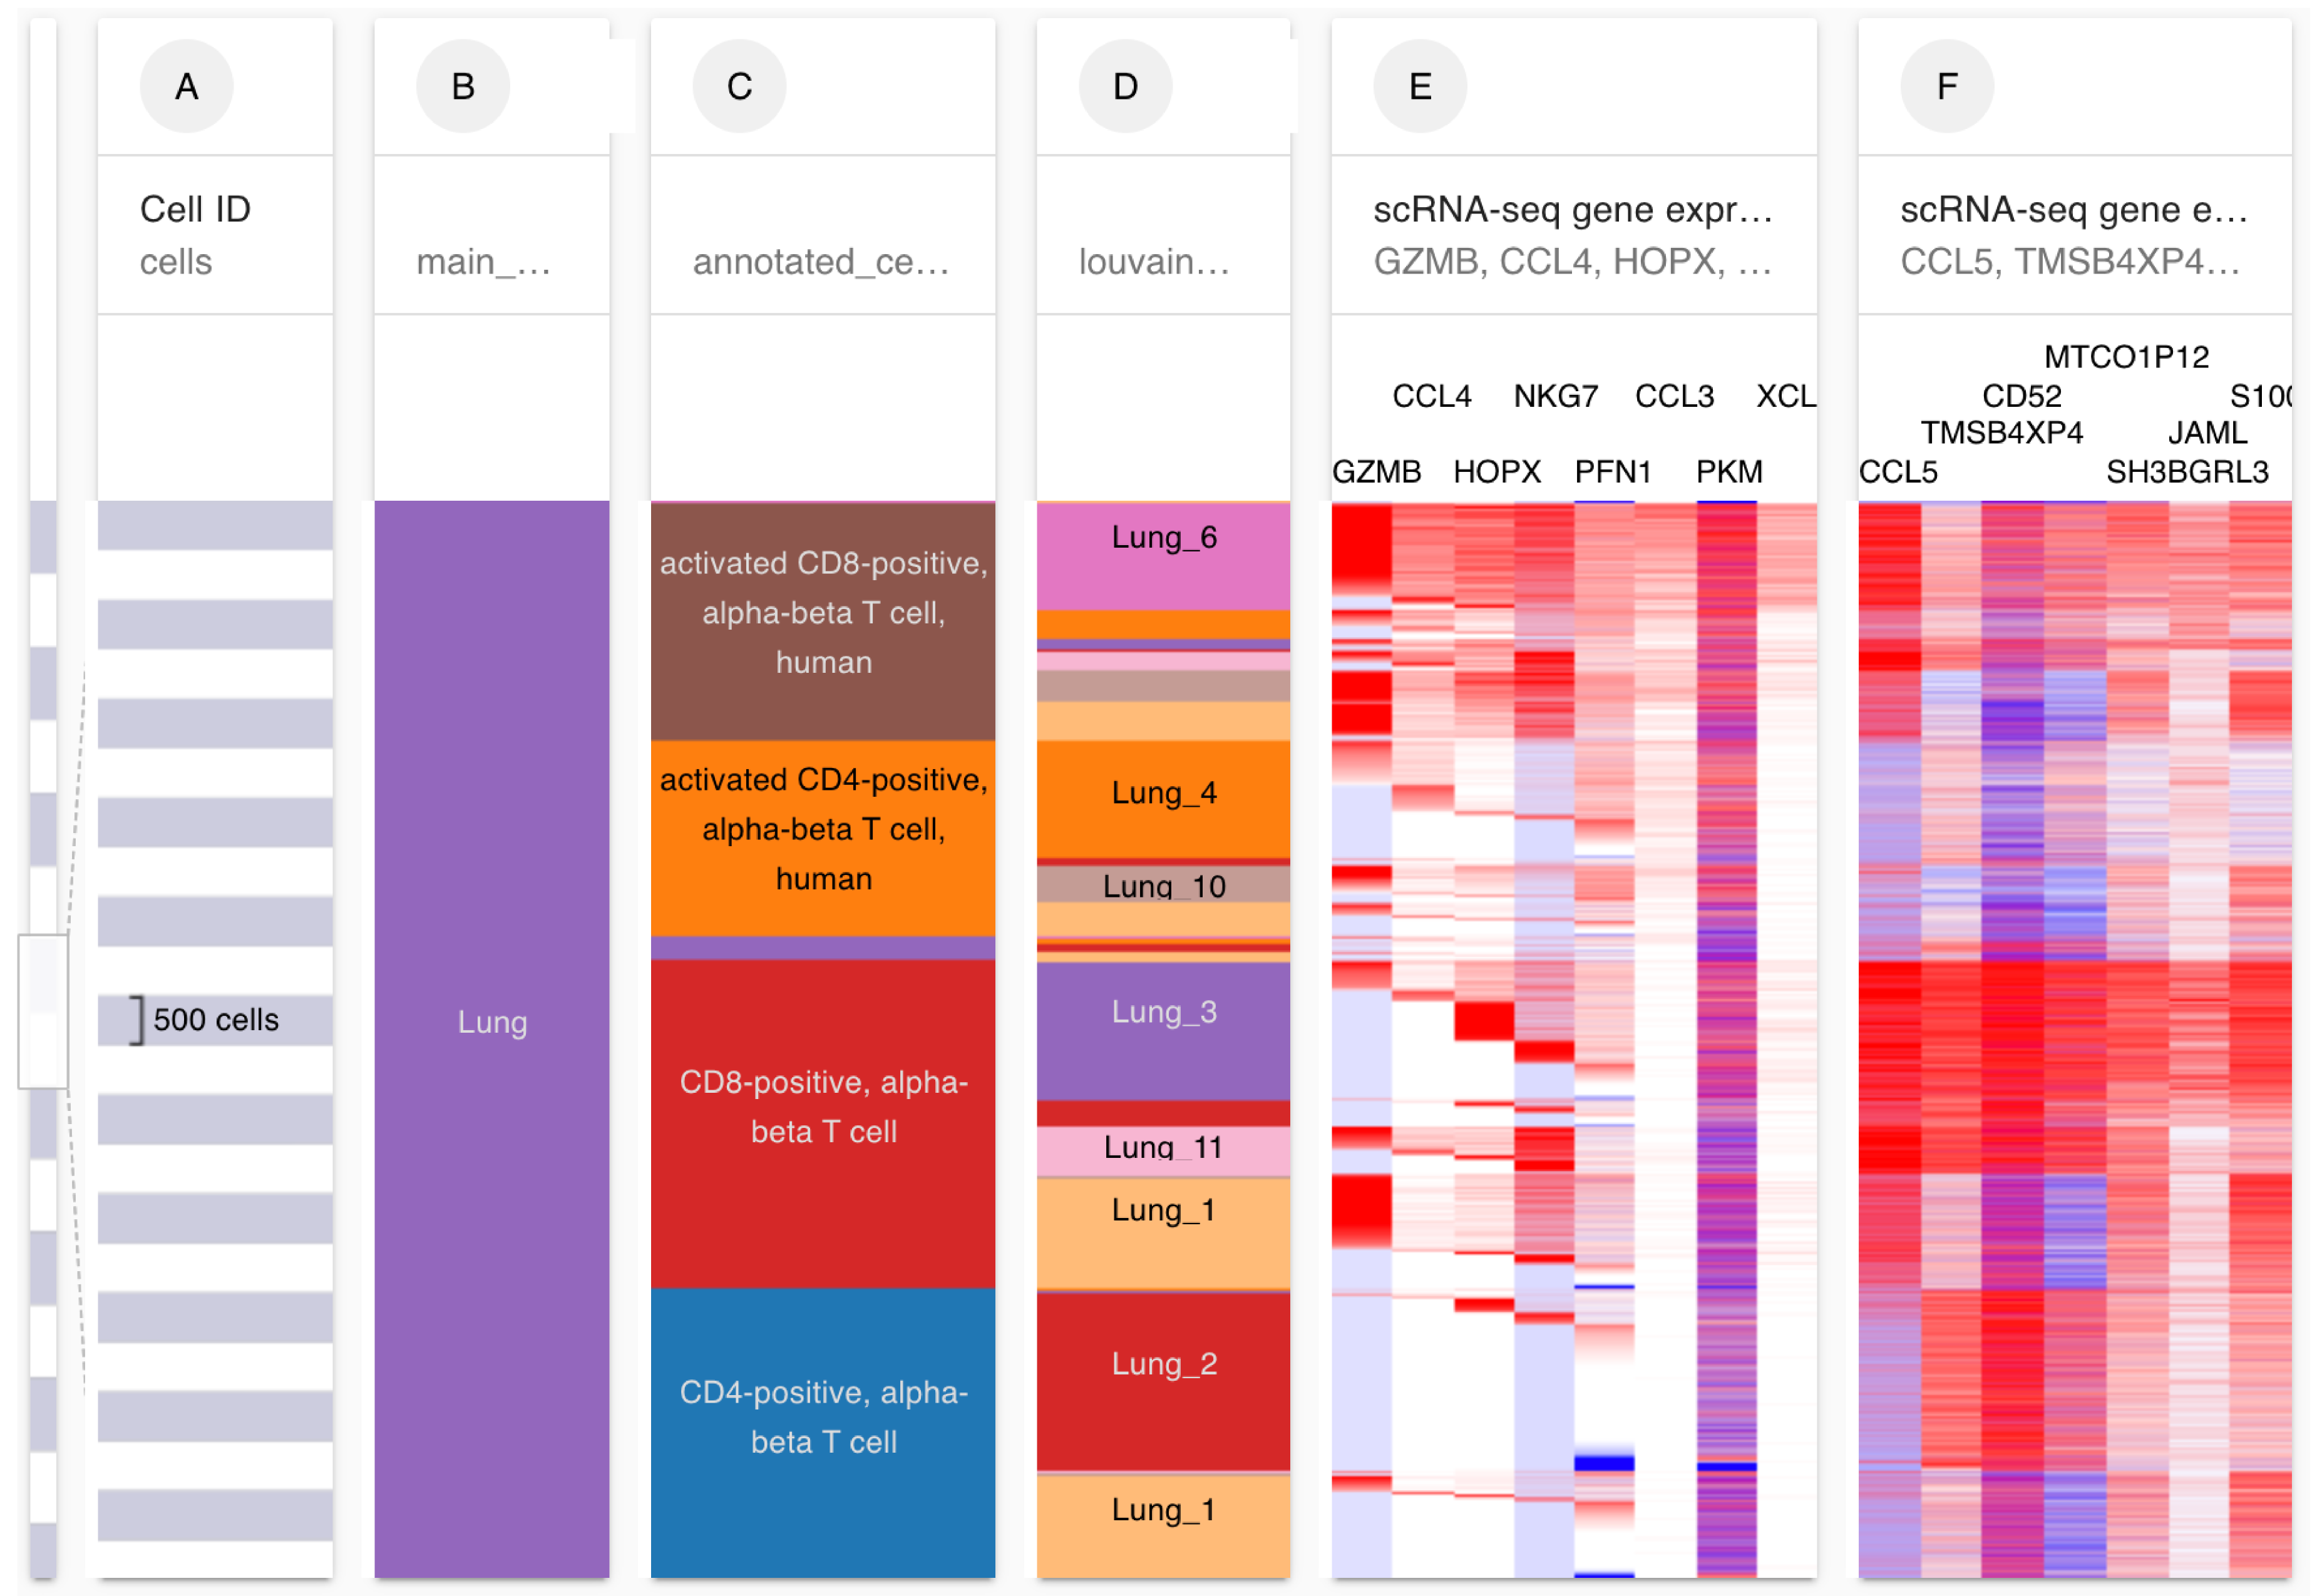 A
B
C
D
E
F
Cell ID
cells
main_...
annotated_ce...
louvain...
scRNA-seq gene expr...
GZMB, CCL4, HOPX, ...
scRNA-seq gene e...
CCL5, TMSB4XP4...
CCL4 NKG7 CCL3 XCL
GZMB HOPX PFN1 PKM
MTCO1P12
CD52 S100
TMSB4XP4 JAML
CCL5 SH3BGRL3
500 cells
Lung
activated CD8-positive,
alpha-beta T cell,
human
activated CD4-positive,
alpha-beta T cell,
human
CD8-positive, alpha-
beta T cell
CD4-positive, alpha-
beta T cell
Lung_6
Lung_4
Lung_10
Lung_3
Lung_11
Lung_1
Lung_2
Lung_1